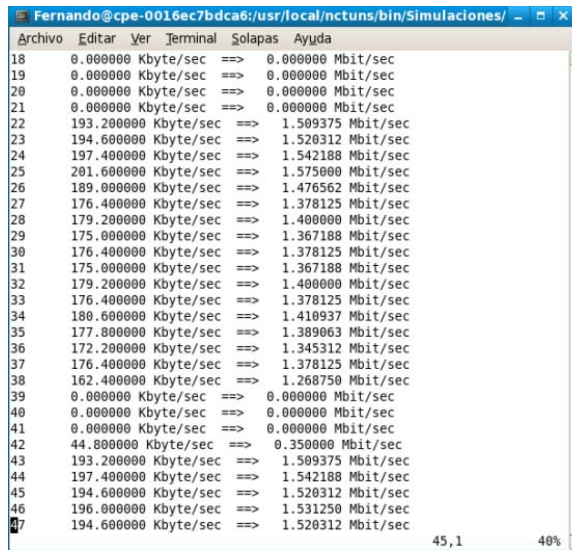 Fernando@cpe-0016ec7bdca6:/usr/local/nctuns/bin/Simulaciones/
Archivo Editar Ver Terminal Solapas Ayuda
18 0.000000 Kbyte/sec ==> 0.000000 Mbit/sec
19 0.000000 Kbyte/sec ==> 0.000000 Mbit/sec
20 0.000000 Kbyte/sec ==> 0.000000 Mbit/sec
21 0.000000 Kbyte/sec ==> 0.000000 Mbit/sec
22 193.200000 Kbyte/sec ==> 1.509375 Mbit/sec
23 194.600000 Kbyte/sec ==> 1.520312 Mbit/sec
24 197.400000 Kbyte/sec ==> 1.542188 Mbit/sec
25 201.600000 Kbyte/sec ==> 1.575000 Mbit/sec
26 189.000000 Kbyte/sec ==> 1.476562 Mbit/sec
27 176.400000 Kbyte/sec ==> 1.378125 Mbit/sec
28 179.200000 Kbyte/sec ==> 1.400000 Mbit/sec
29 175.000000 Kbyte/sec ==> 1.367188 Mbit/sec
30 176.400000 Kbyte/sec ==> 1.378125 Mbit/sec
31 175.000000 Kbyte/sec ==> 1.367188 Mbit/sec
32 179.200000 Kbyte/sec ==> 1.400000 Mbit/sec
33 176.400000 Kbyte/sec ==> 1.378125 Mbit/sec
34 180.600000 Kbyte/sec ==> 1.410937 Mbit/sec
35 177.800000 Kbyte/sec ==> 1.389063 Mbit/sec
36 172.200000 Kbyte/sec ==> 1.345312 Mbit/sec
37 176.400000 Kbyte/sec ==> 1.378125 Mbit/sec
38 162.400000 Kbyte/sec ==> 1.268750 Mbit/sec
39 0.000000 Kbyte/sec ==> 0.000000 Mbit/sec
40 0.000000 Kbyte/sec ==> 0.000000 Mbit/sec
41 0.000000 Kbyte/sec ==> 0.000000 Mbit/sec
42 44.800000 Kbyte/sec ==> 0.350000 Mbit/sec
43 193.200000 Kbyte/sec ==> 1.509375 Mbit/sec
44 197.400000 Kbyte/sec ==> 1.542188 Mbit/sec
45 194.600000 Kbyte/sec ==> 1.520312 Mbit/sec
46 196.000000 Kbyte/sec ==> 1.531250 Mbit/sec
47 194.600000 Kbyte/sec ==> 1.520312 Mbit/sec
45,1 40%